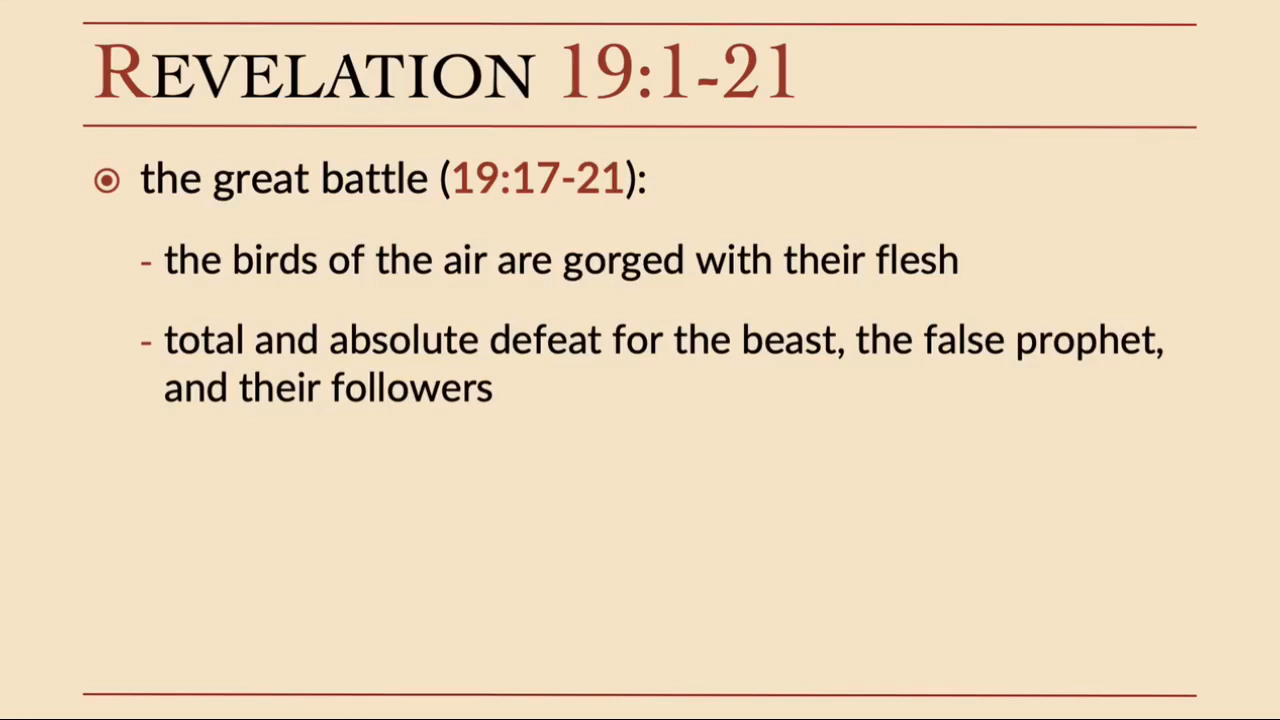 REVELATION 19:1-21
the great battle (19:17-21):
- the birds of the air are gorged with their flesh
- total and absolute defeat for the beast, the false prophet,
and their followers